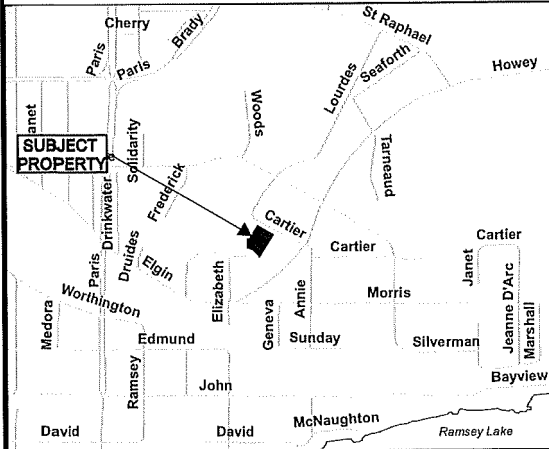 St Raphael
Cherry
Brady
Paris
Paris
Seaforth
Lourdes
Howey
anet
Woods
SUBJECT
PROPERTY
Solidarity
Tarneaud
Frederick
Drinkwater
Cartier
Cartier
Cartier
Druides
Elgin
Paris
Elizabeth
Annie
Janet
Worthington
Morris
Jeanne D'Arc
Marshall
Medora
Geneva
Edmund
Sunday
Silverman
Ramsey
John
Bayview
McNaughton
David
David
Ramsey Lake